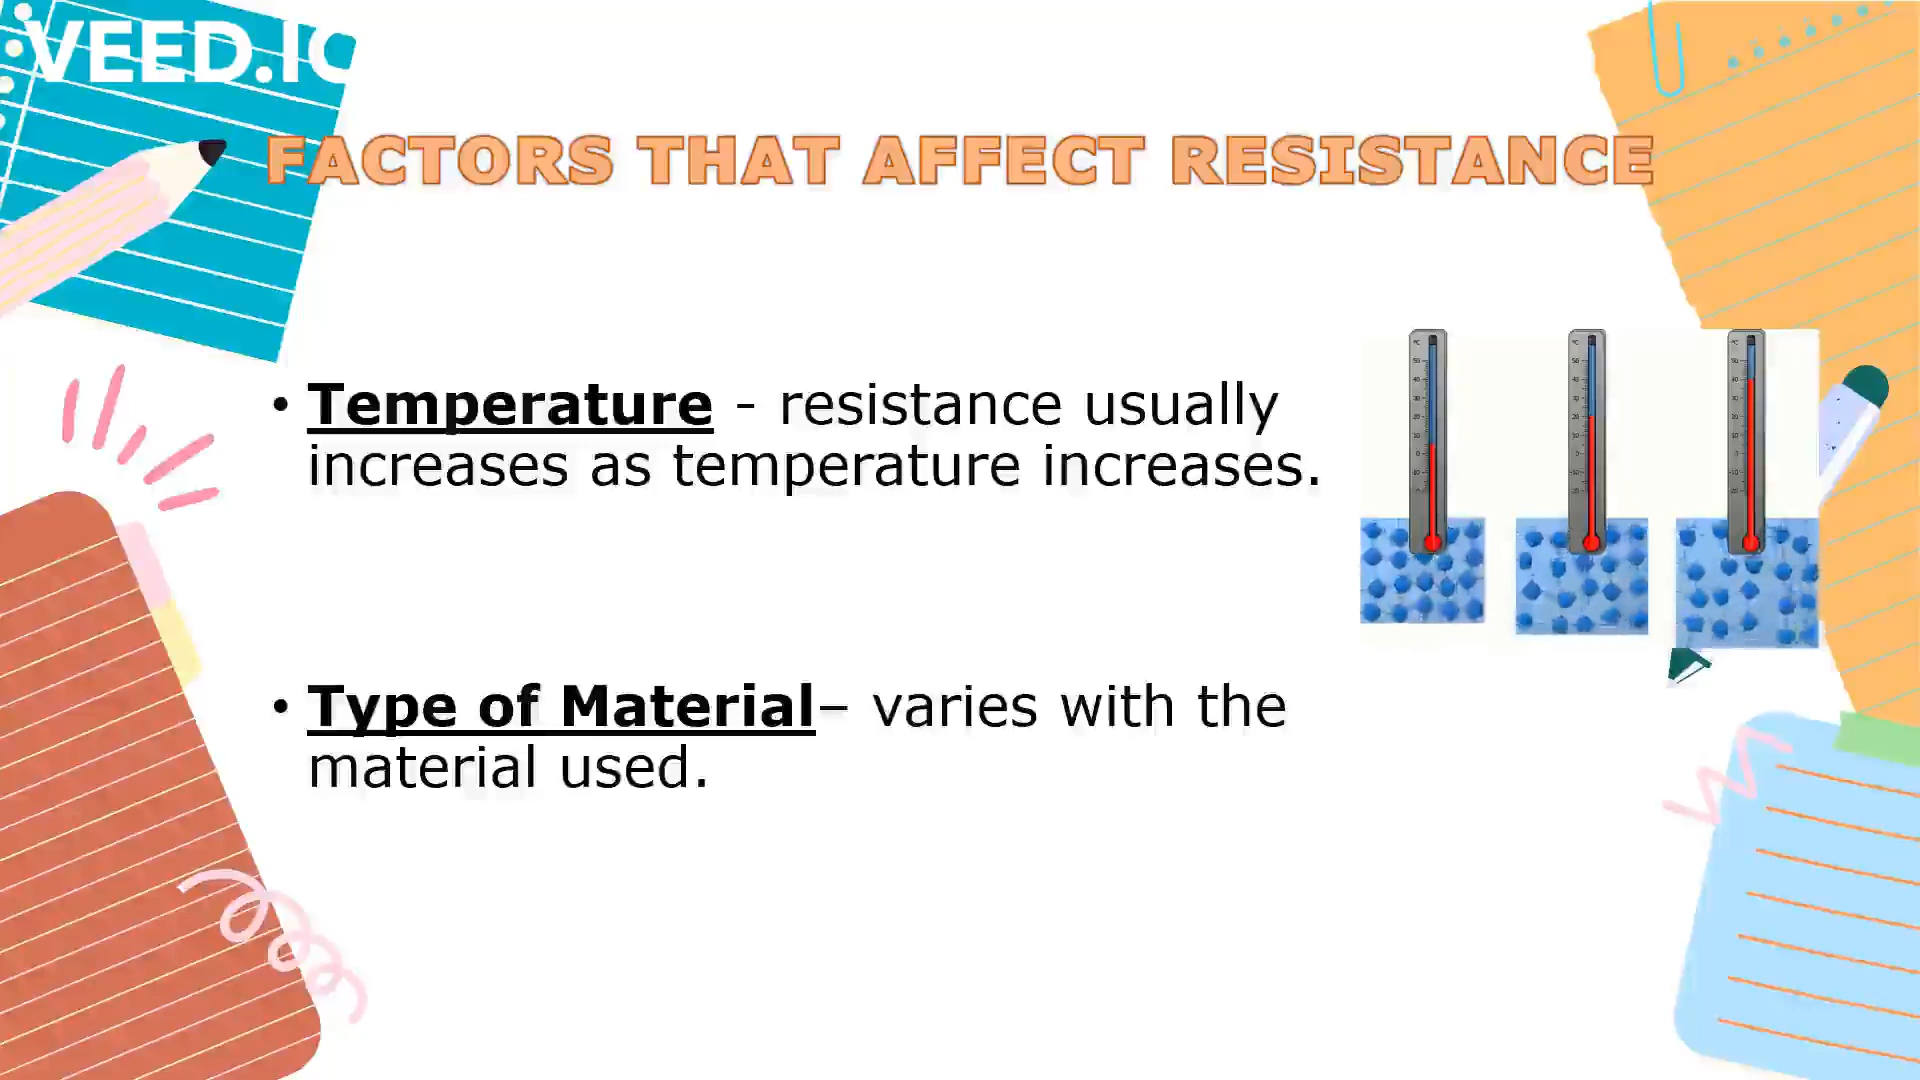 VEED.IO
FACTORS THAT AFFECT RESISTANCE
• Temperature - resistance usually
increases as temperature increases.
• Type of Material– varies with the
material used.